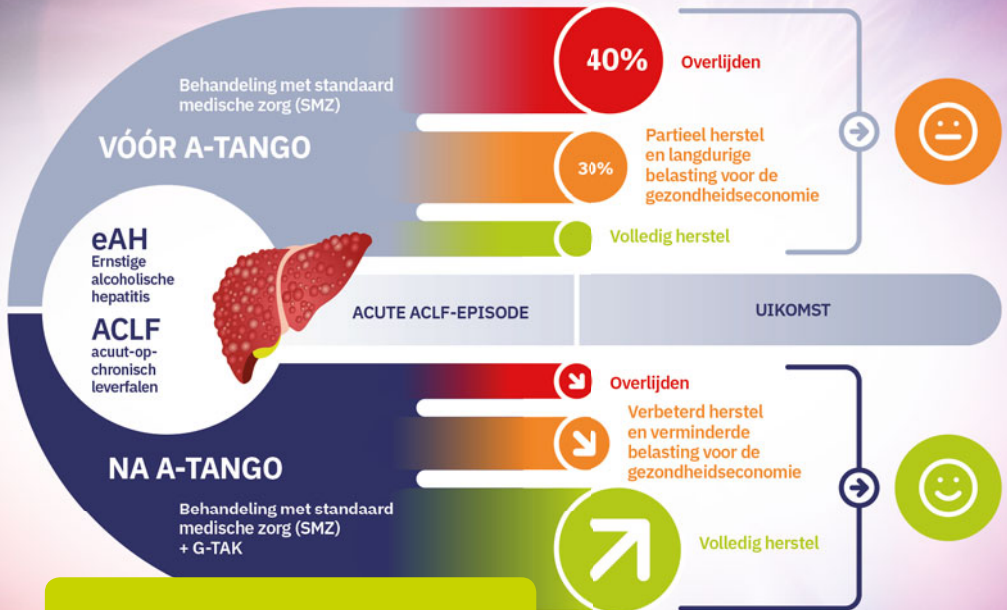 Behandeling met standaard
medische zorg (SMZ)
VÓÓR A-TANGO
40%
Overlijden
30%
Partieel herstel
en langdurige
belasting voor de
gezondheidseconomie
Volledig herstel
eAH
Ernstige
alcoholische
hepatitis
ACLF
acuut-op-
chronisch
leverfalen
ACUTE ACLF-EPISODE
UIKOMST
Overlijden
Verbeterd herstel
en verminderde
belasting voor de
gezondheidseconomie
NA A-TANGO
Behandeling met standaard
medische zorg (SMZ)
+ G-TAK
Volledig herstel